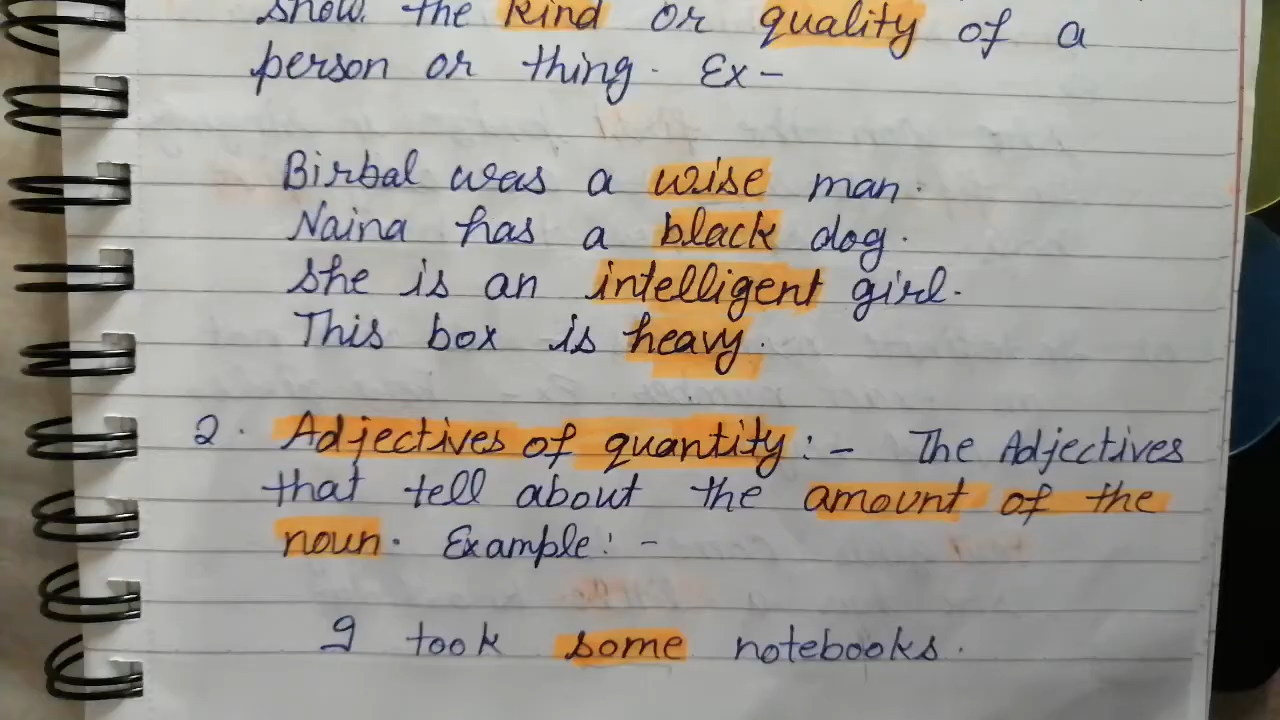 show the kind or quality of a
person or thing. Ex-
Birbal was a wise man.
Naina has a black dog.
She is an intelligent girl.
This box is heavy.
2. Adjectives of quantity :- The Adjectives
that tell about the amount of the
noun. Example: -
I took some notebooks.